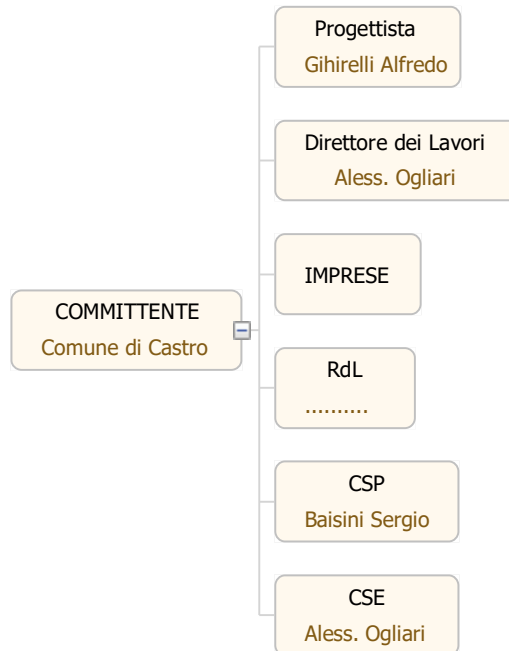 Progettista
Gihirelli Alfredo
Direttore dei Lavori
Aless. Ogliari
IMPRESE
COMMITTENTE
Comune di Castro
RdL
..........
CSP
Baisini Sergio
CSE
Aless. Ogliari